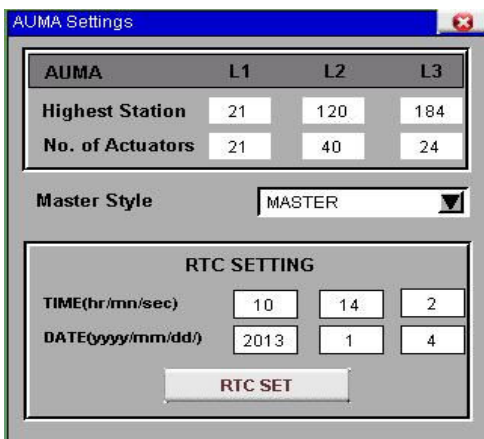 AUMA Settings
AUMA L1 L2 L3
Highest Station 21 120 184
No. of Actuators 21 40 24
Master Style MASTER
RTC SETTING
TIME(hr/mn/sec) 10 14 2
DATE(yyyy/mm/dd/) 2013 1 4
RTC SET